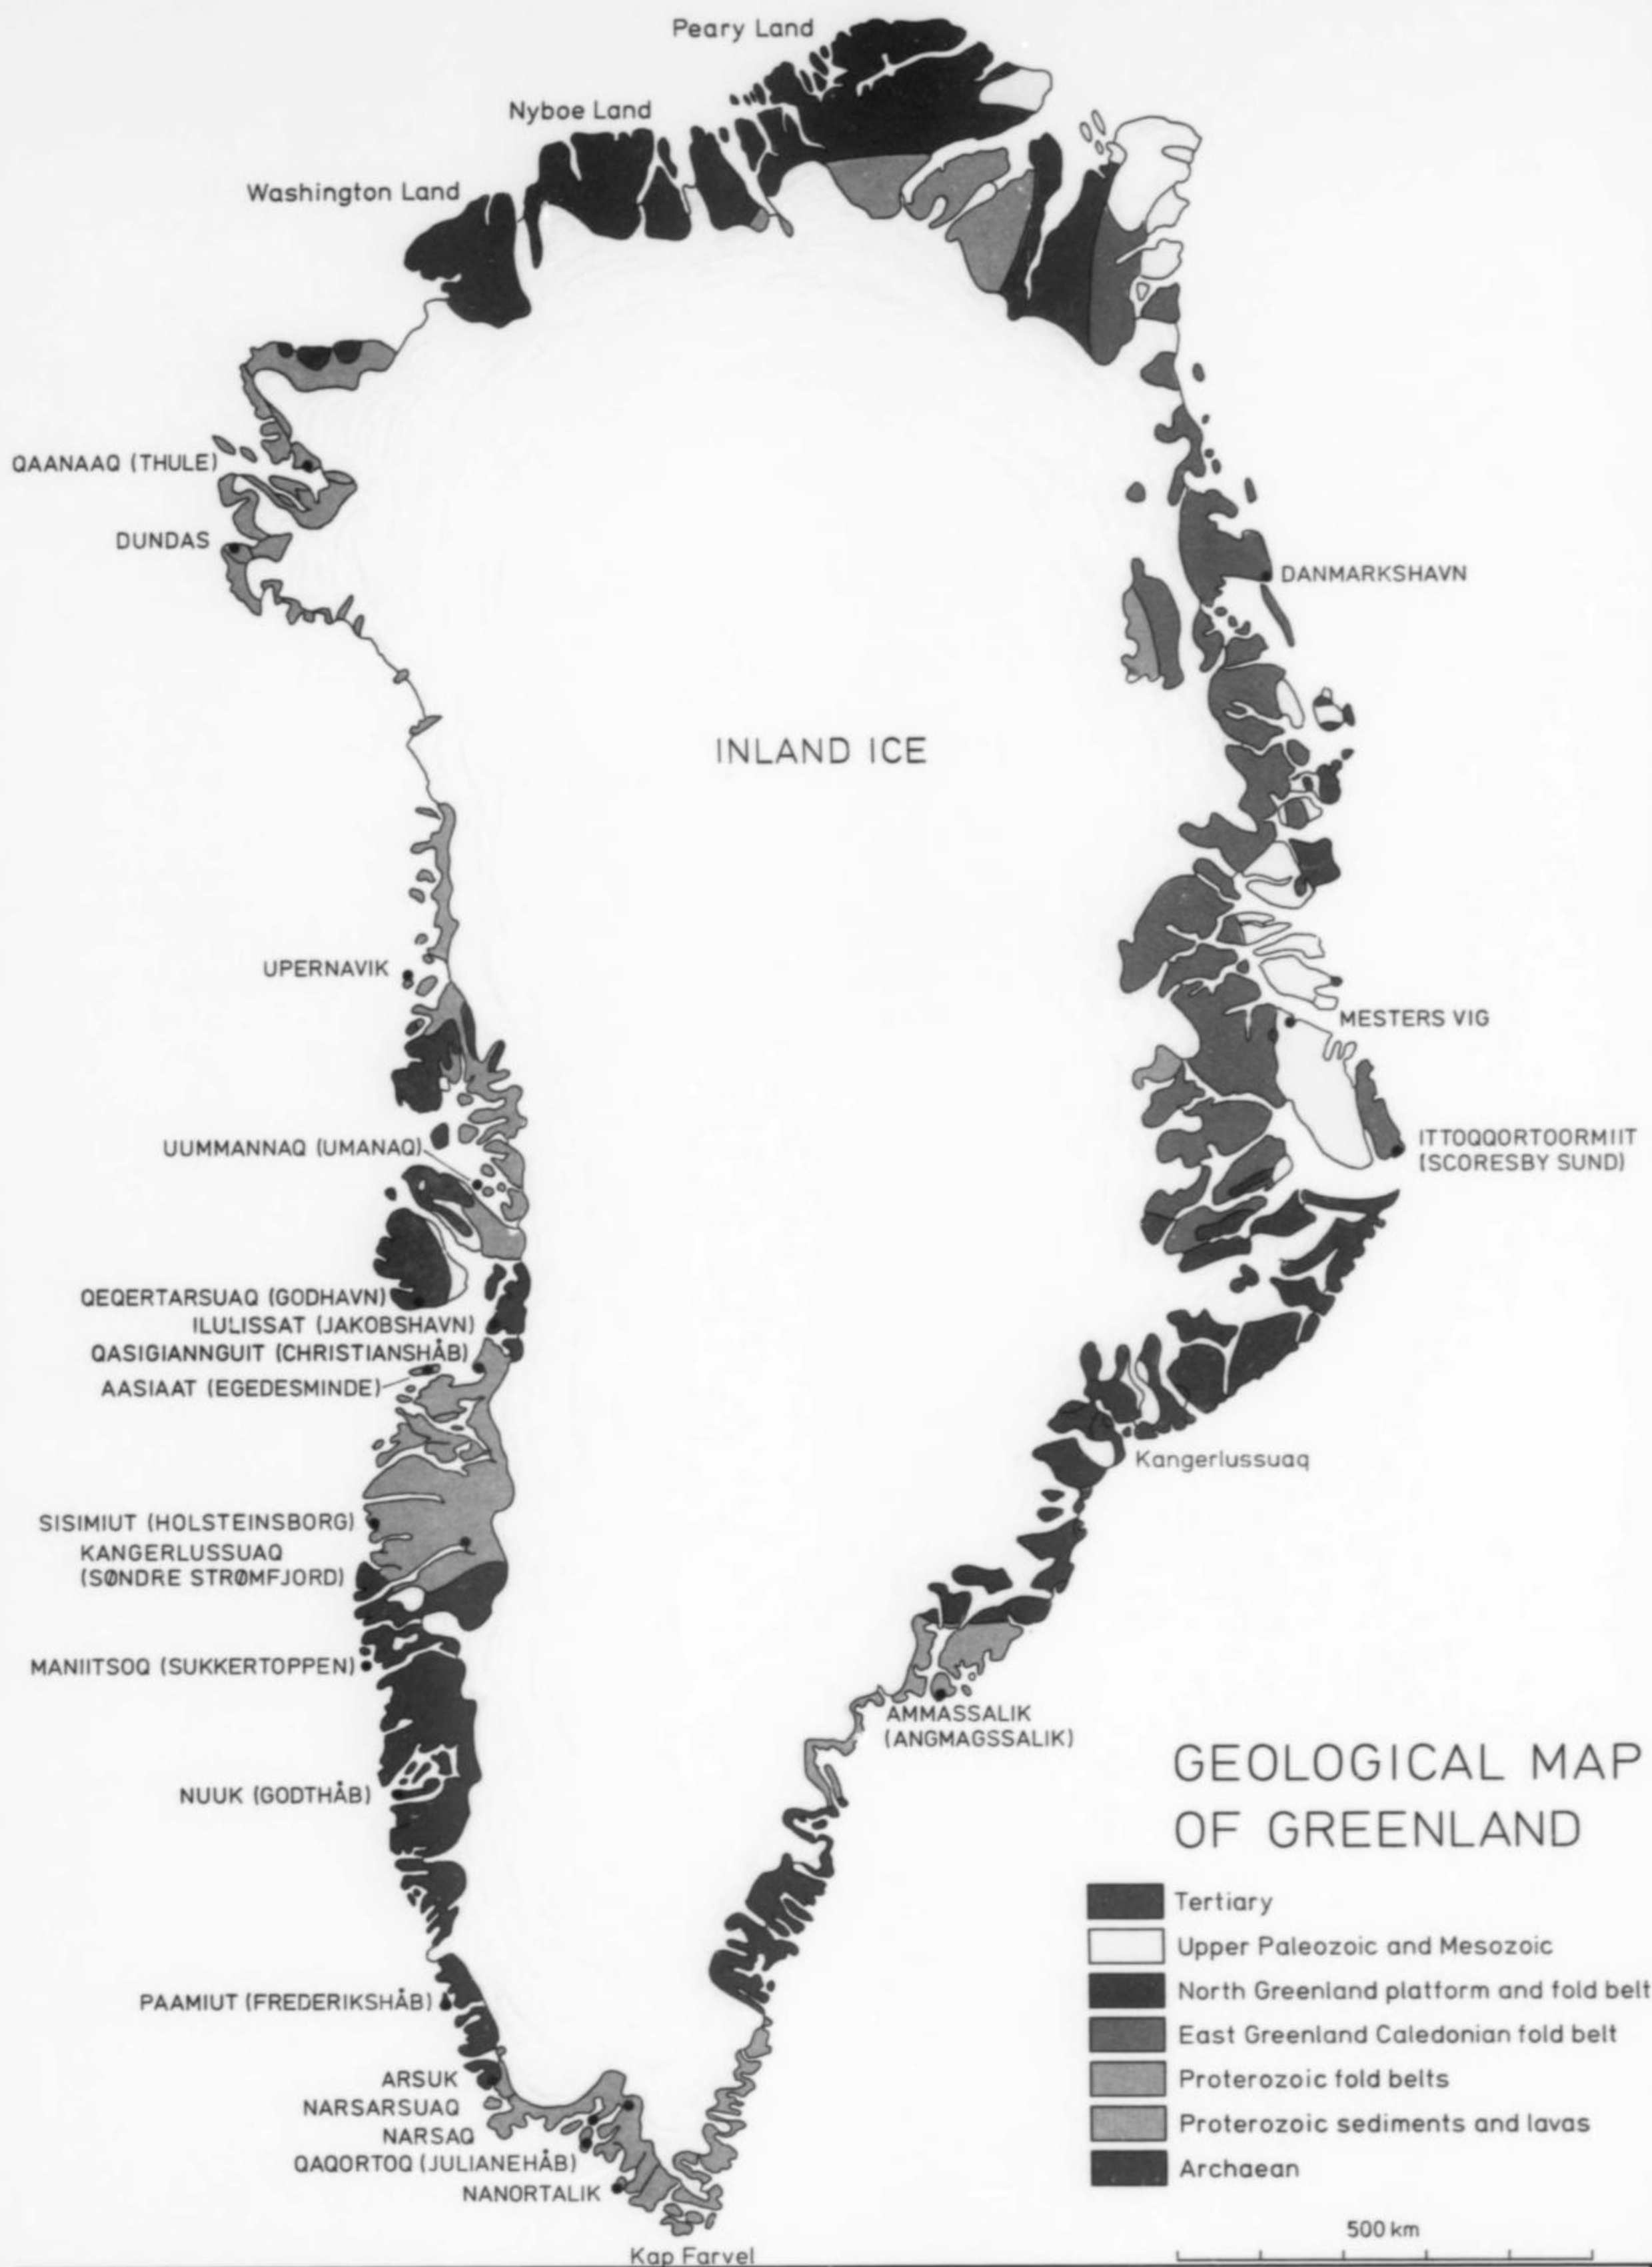 Peary Land
Nyboe Land
Washington Land
QAANAAQ (THULE)
DUNDAS
DANMARKSHAVN
INLAND ICE
UPERNAVIK
MESTERS VIG
UUMMANNAQ (UMANAQ)
ITTOQQORTOORMIIT
(SCORESBY SUND)
QEQERTARSUAQ (GODHAVN)
ILULISSAT (JAKOBSHAVN)
QASIGIANNGUIT (CHRISTIANSHÅB)
AASIAAT (EGEDESMINDE)
Kangerlussuaq
SISIMIUT (HOLSTEINSBORG)
KANGERLUSSUAQ
(SØNDRE STRØMFJORD)
MANIITSOQ (SUKKERTOPPEN)
AMMASSALIK
(ANGMAGSSALIK)
NUUK (GODTHÅB)
PAAMIUT (FREDERIKSHÅB)
ARSUK
NARSARSUAQ
NARSAQ
QAQORTOQ (JULIANEHÅB)
NANORTALIK
Kap Farvel
GEOLOGICAL MAP
OF GREENLAND
Tertiary
Upper Paleozoic and Mesozoic
North Greenland platform and fold belt
East Greenland Caledonian fold belt
Proterozoic fold belts
Proterozoic sediments and lavas
Archaean
500 km